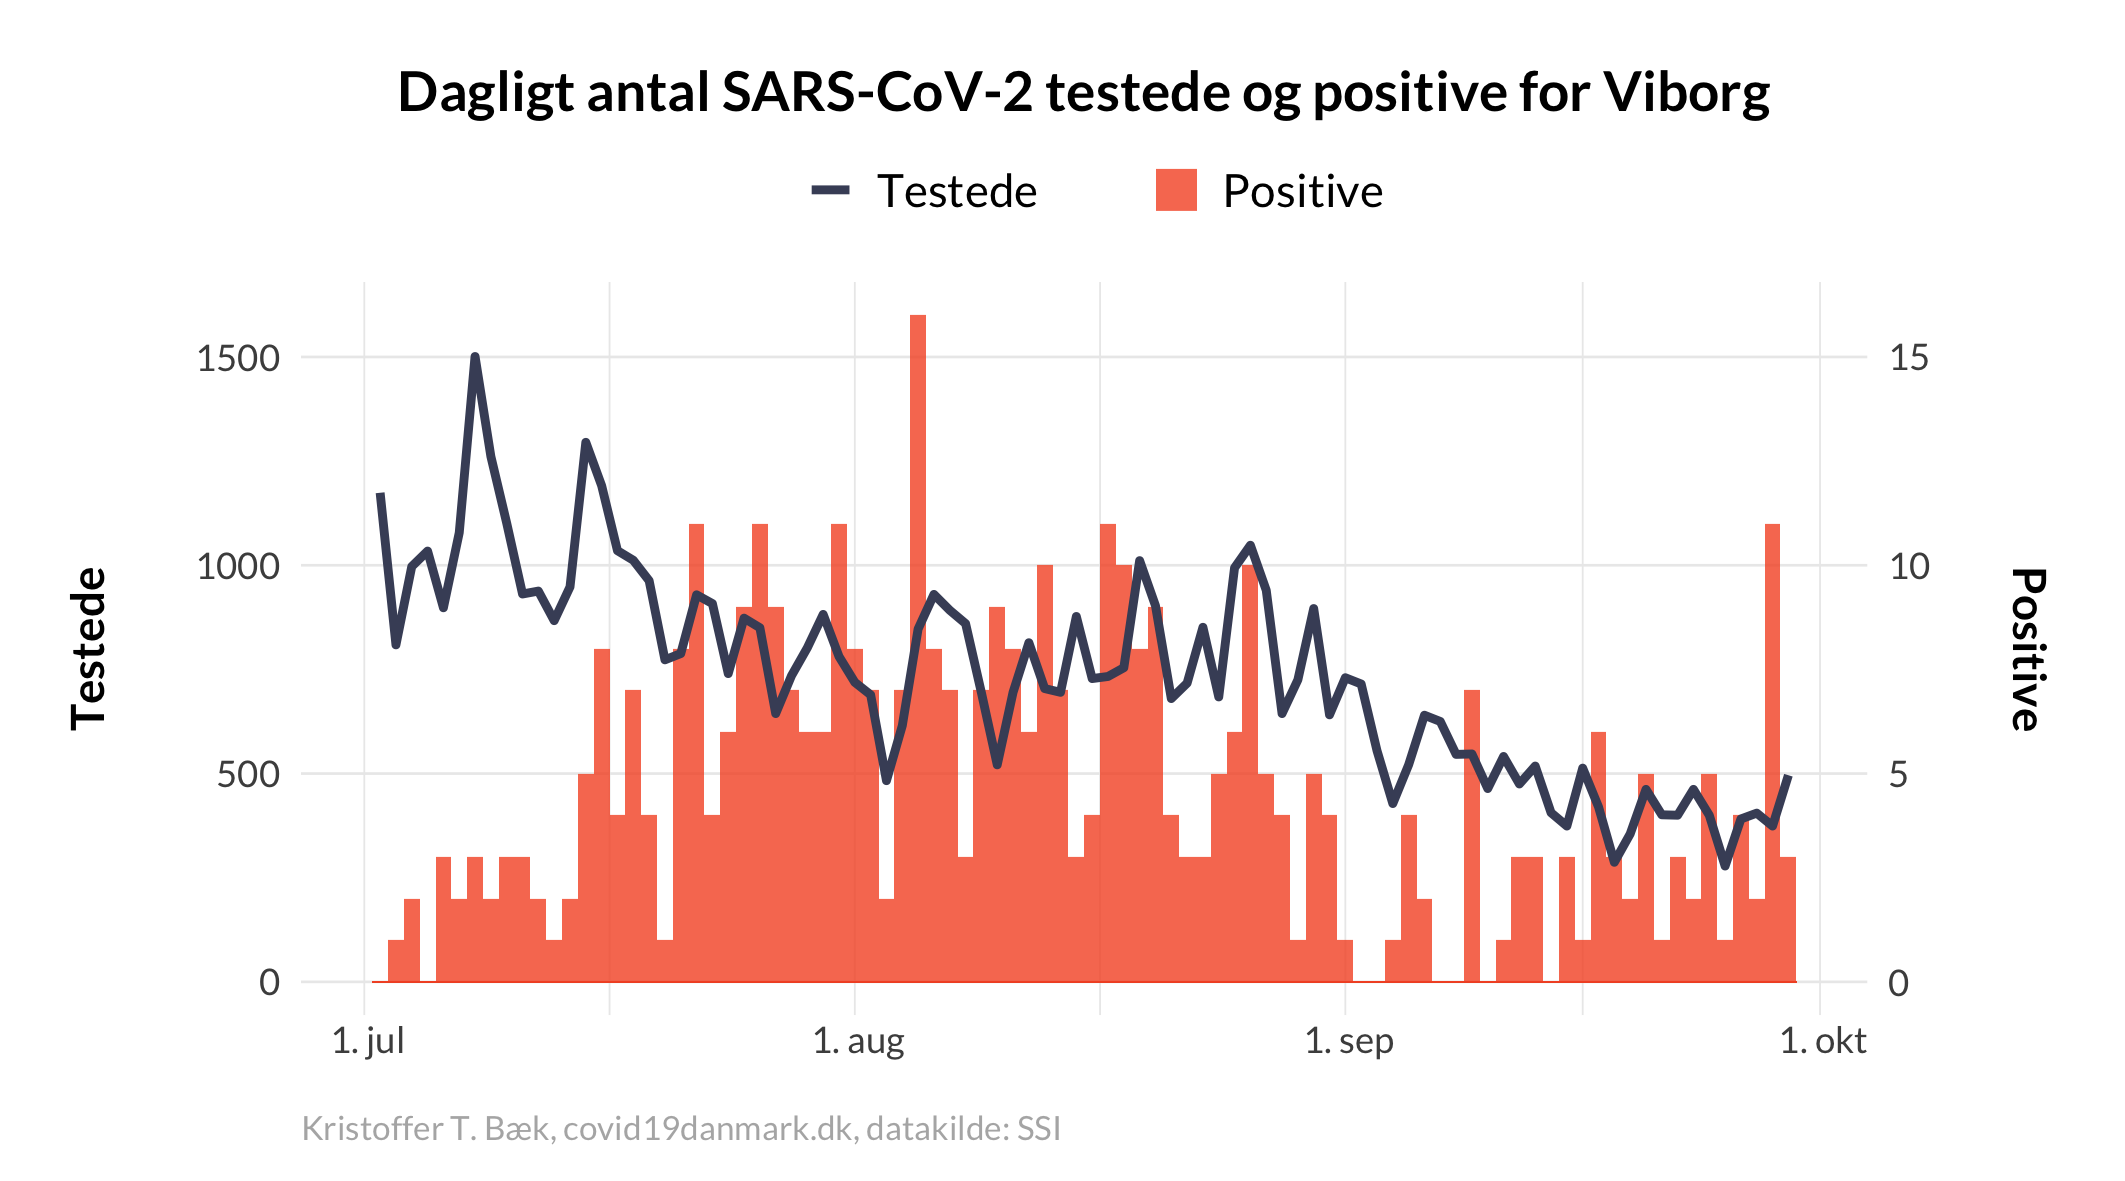 Dagligt antal SARS-CoV-2 testede og positive for Viborg
Testede
Positive
1500
1000
500
0
Testede
15
10
5
0
Positive
1. jul
1. aug
1. sep
1. okt
Kristoffer T. Bæk, covid19danmark.dk, datakilde: SSI